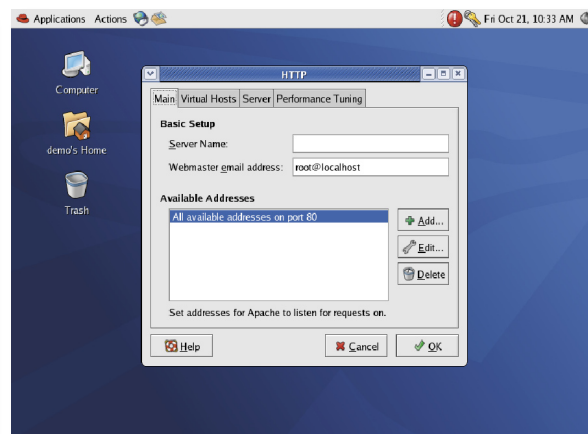 Applications Actions Fri Oct 21, 10:33 AM
Computer
demo's Home
Trash
HTTP
Main Virtual Hosts Server Performance Tuning
Basic Setup
Server Name:
Webmaster email address: root@localhost
Available Addresses
All available addresses on port 80
Add...
Edit...
Delete
Set addresses for Apache to listen for requests on.
Help Cancel OK